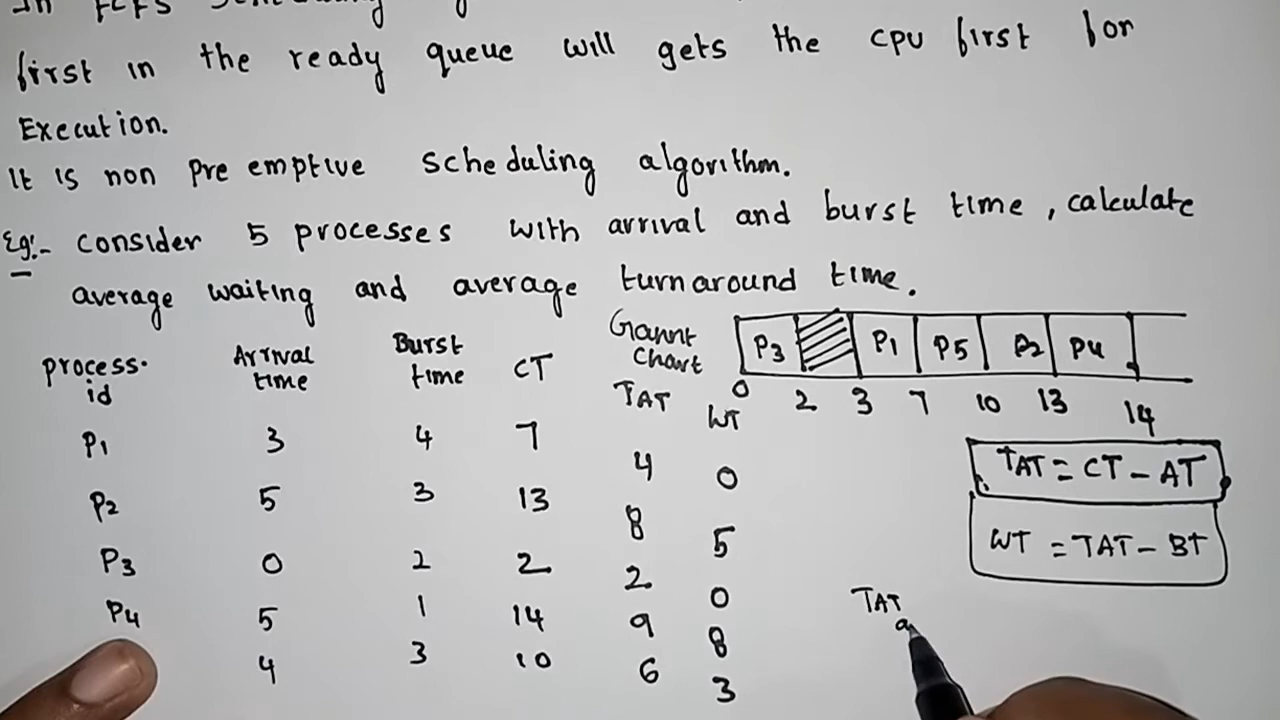 In FCFS scheduling
first in the ready queue will gets the cpu first for
Execution.
It is non Pre emptive scheduling algorithm.
Eg:- consider 5 processes with arrival and burst time, calculate
average waiting and average turnaround time.
Gannt chart P3 P1 P5 P2 P4
0 2 3 7 10 13 14
process. id Arrival time Burst time CT TAT WT
P1 3 4 7 4 0
P2 5 3 13 8 5
P3 0 2 2 2 0
P4 5 1 14 9 8
4 3 10 6 3
TAT = CT - AT
WT = TAT - BT
TAT a